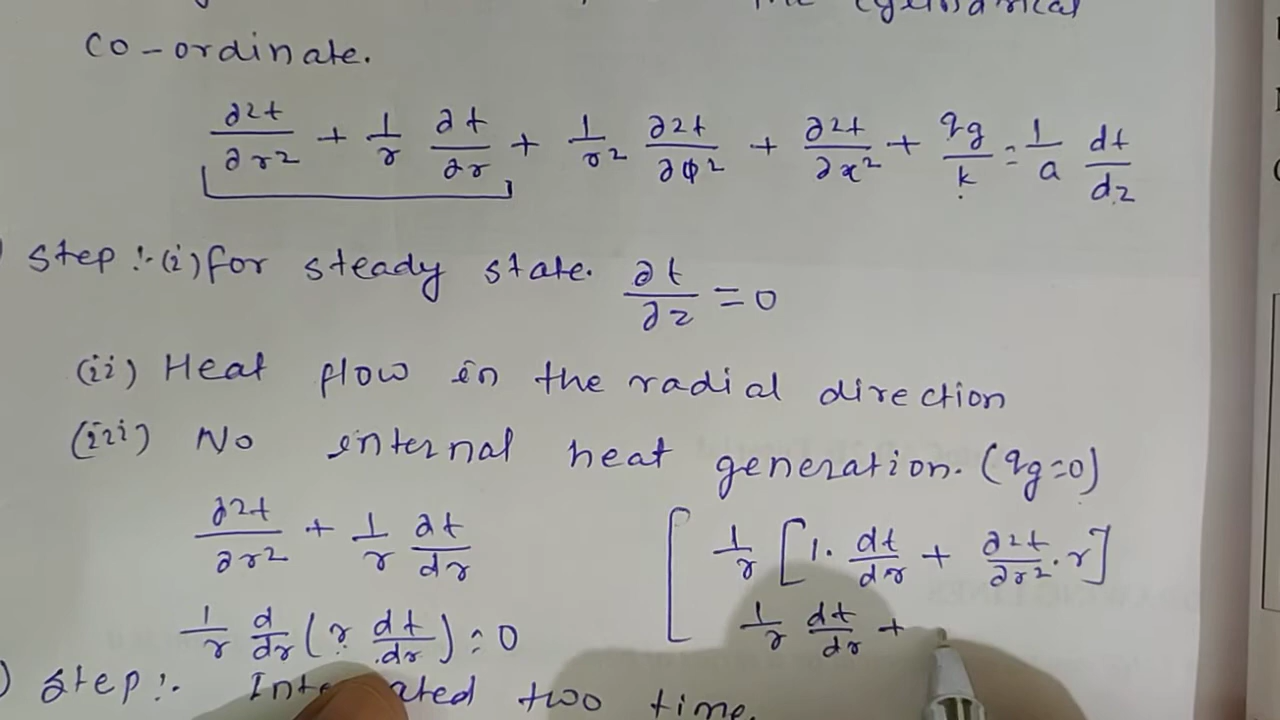 The cylindrical
co-ordinate.
∂2t/∂r2 + 1/r ∂t/∂r + 1/r2 ∂2t/∂φ2 + ∂2t/∂x2 + qg/k = 1/a dt/dz
step :- (i) for steady state. ∂t/∂z = 0
(ii) Heat flow in the radial direction
(iii) No internal heat generation. (qg=0)
∂2t/∂r2 + 1/r ∂t/dr
1/r d/dr (r dt/dr) = 0
[ 1/r [1. dt/dr + ∂2t/∂r2 . r]
1/r dt/dr +
step :. two time.